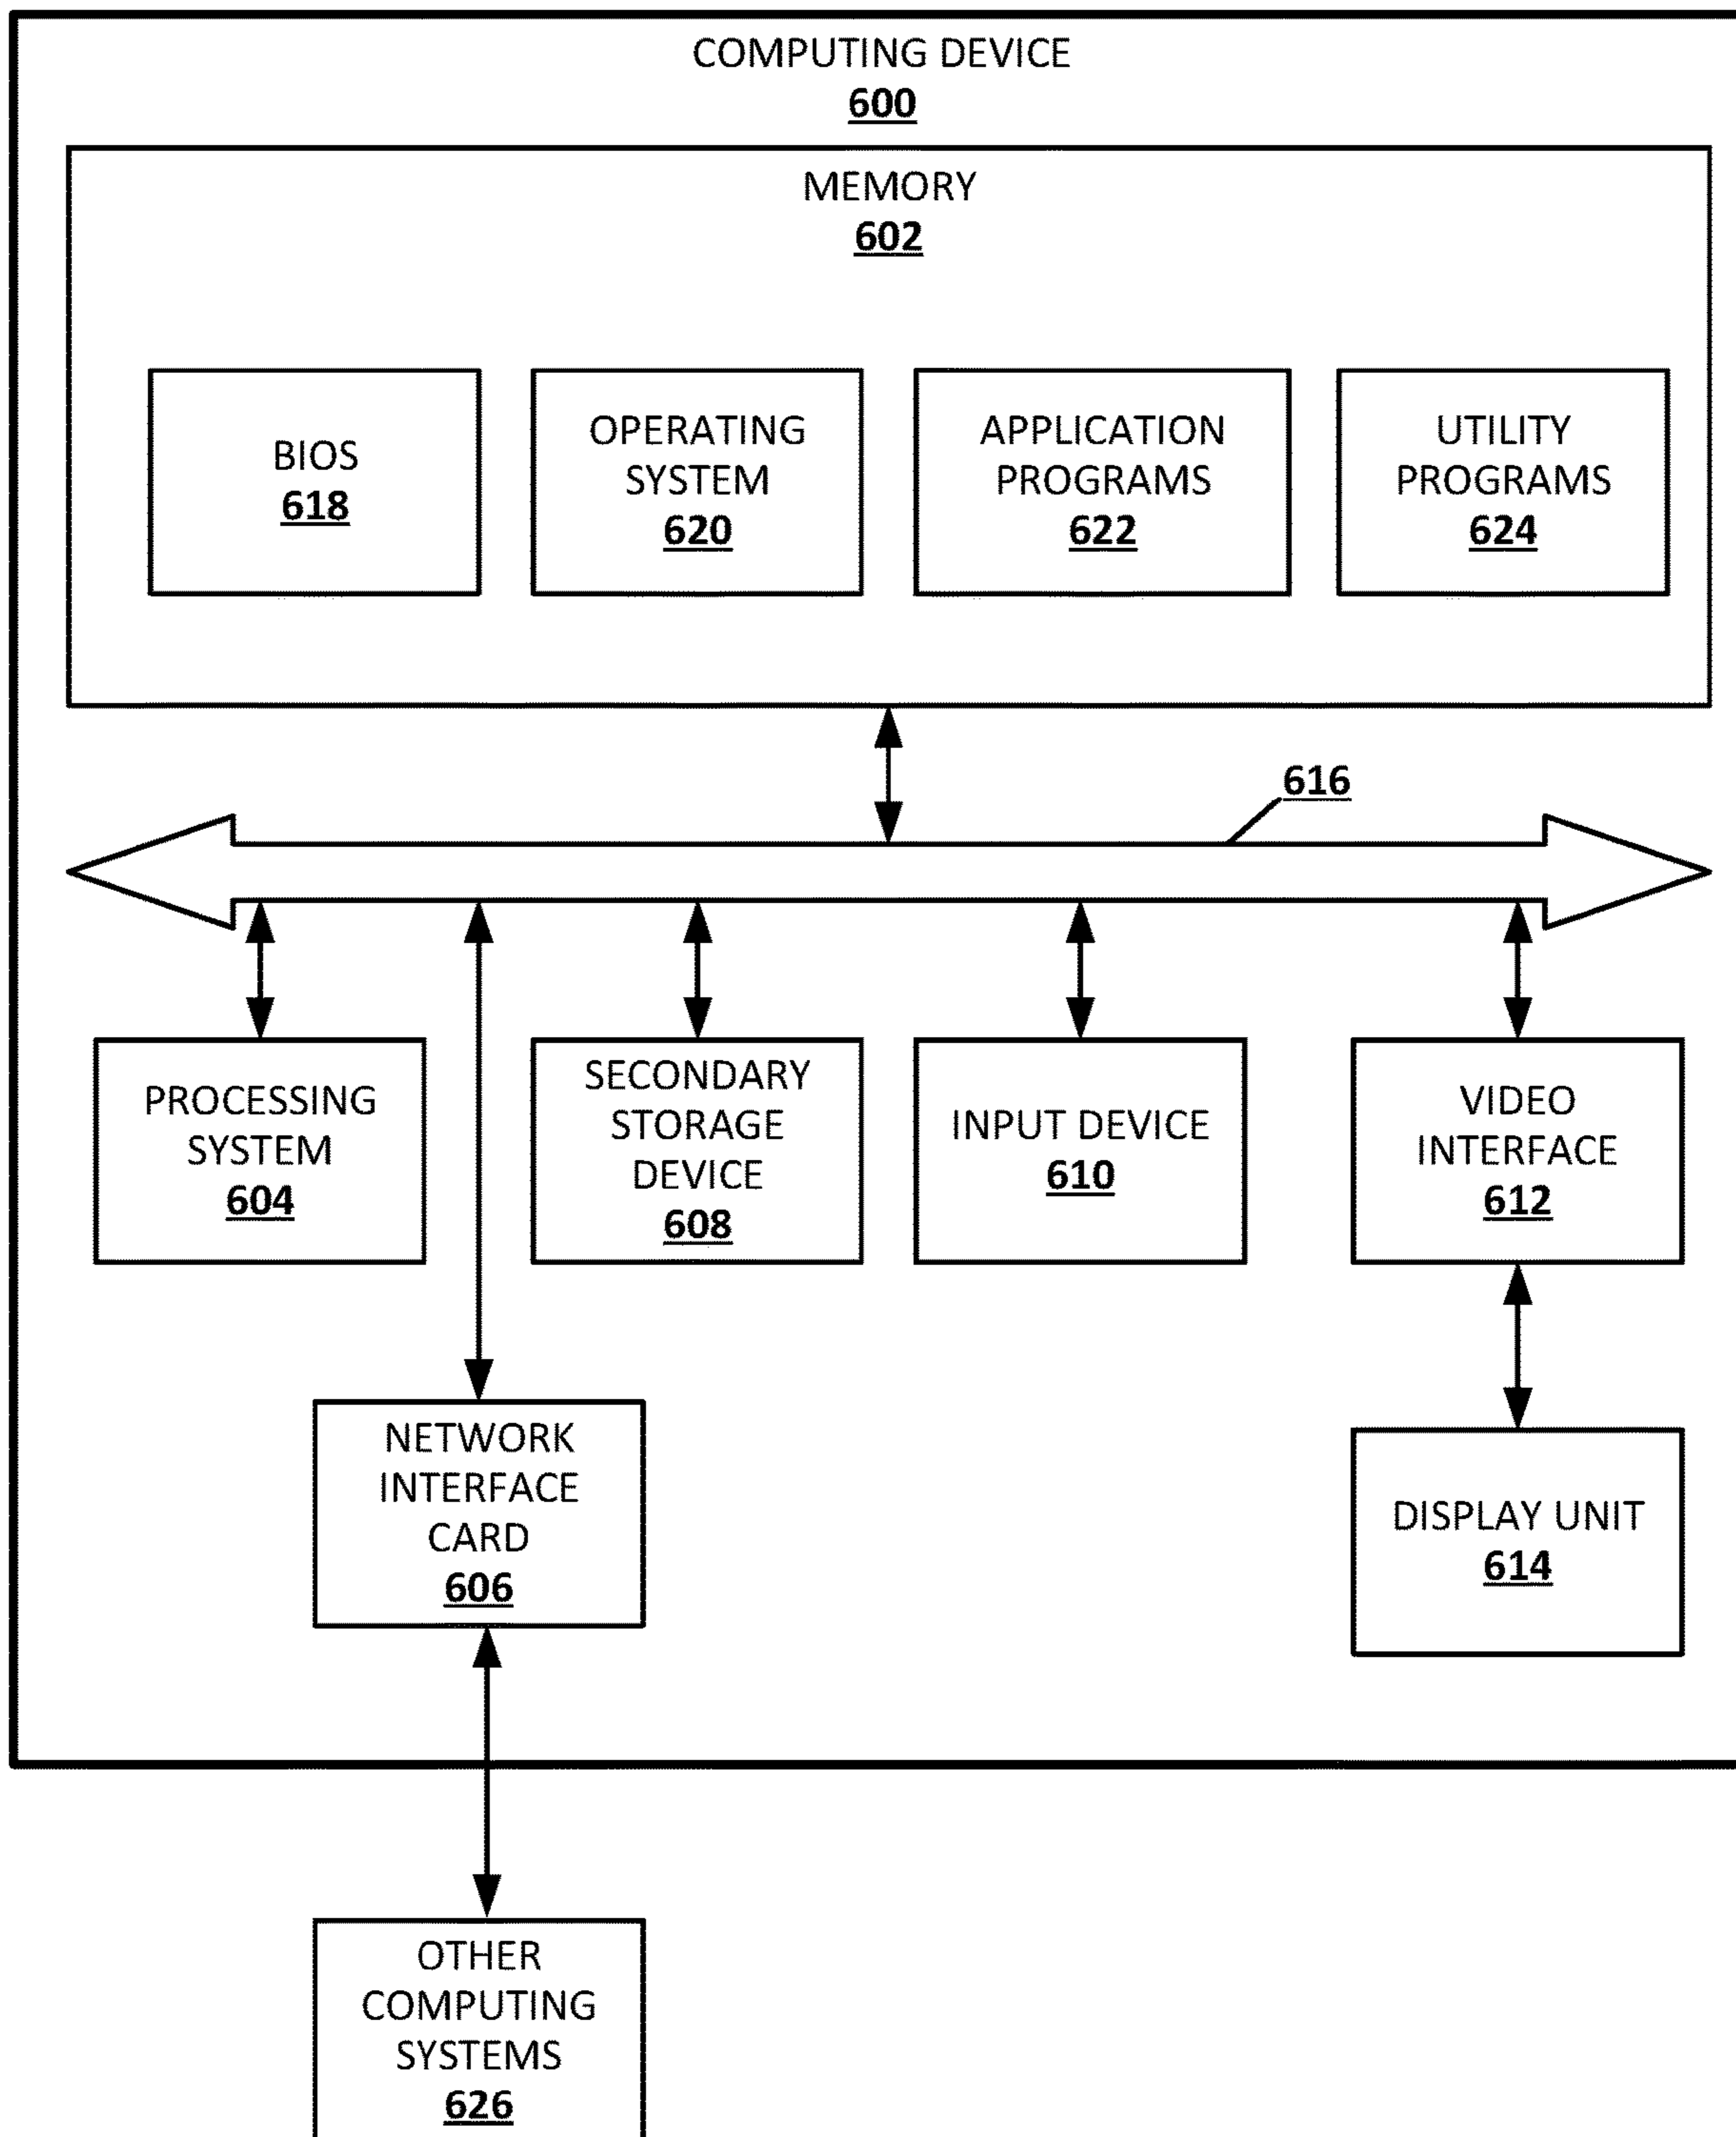 COMPUTING DEVICE
600
MEMORY
602
BIOS
618
OPERATING
SYSTEM
620
APPLICATION
PROGRAMS
622
UTILITY
PROGRAMS
624
616
PROCESSING
SYSTEM
604
SECONDARY
STORAGE
DEVICE
608
INPUT DEVICE
610
VIDEO
INTERFACE
612
NETWORK
INTERFACE
CARD
606
DISPLAY UNIT
614
OTHER
COMPUTING
SYSTEMS
626